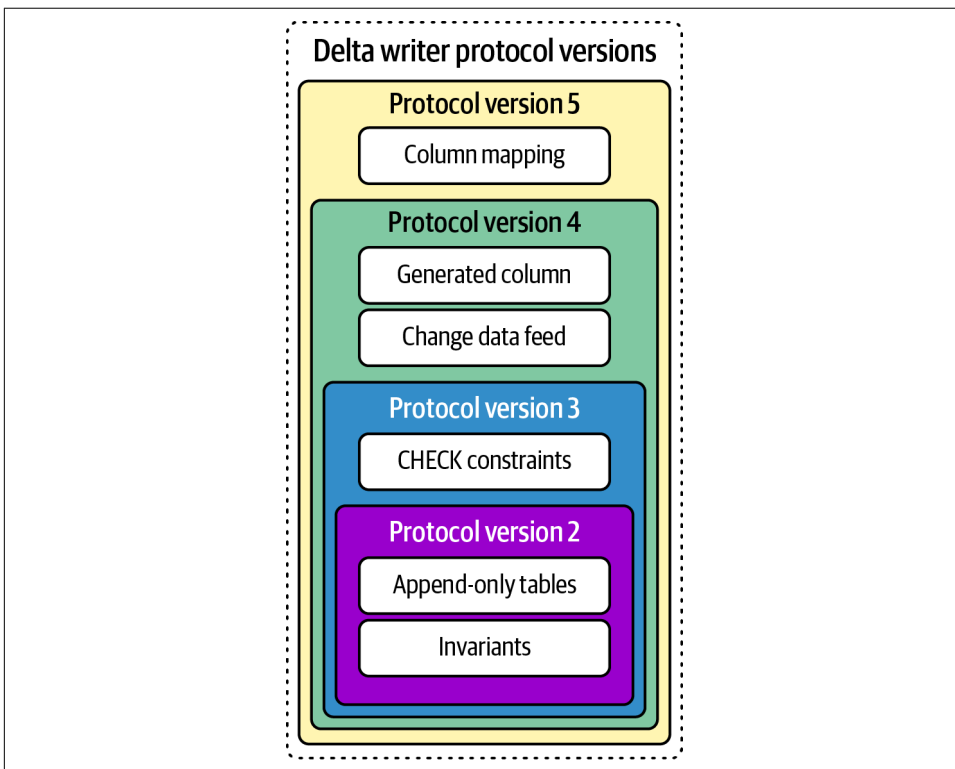 Delta writer protocol versions
Protocol version 5
Column mapping
Protocol version 4
Generated column
Change data feed
Protocol version 3
CHECK constraints
Protocol version 2
Append-only tables
Invariants